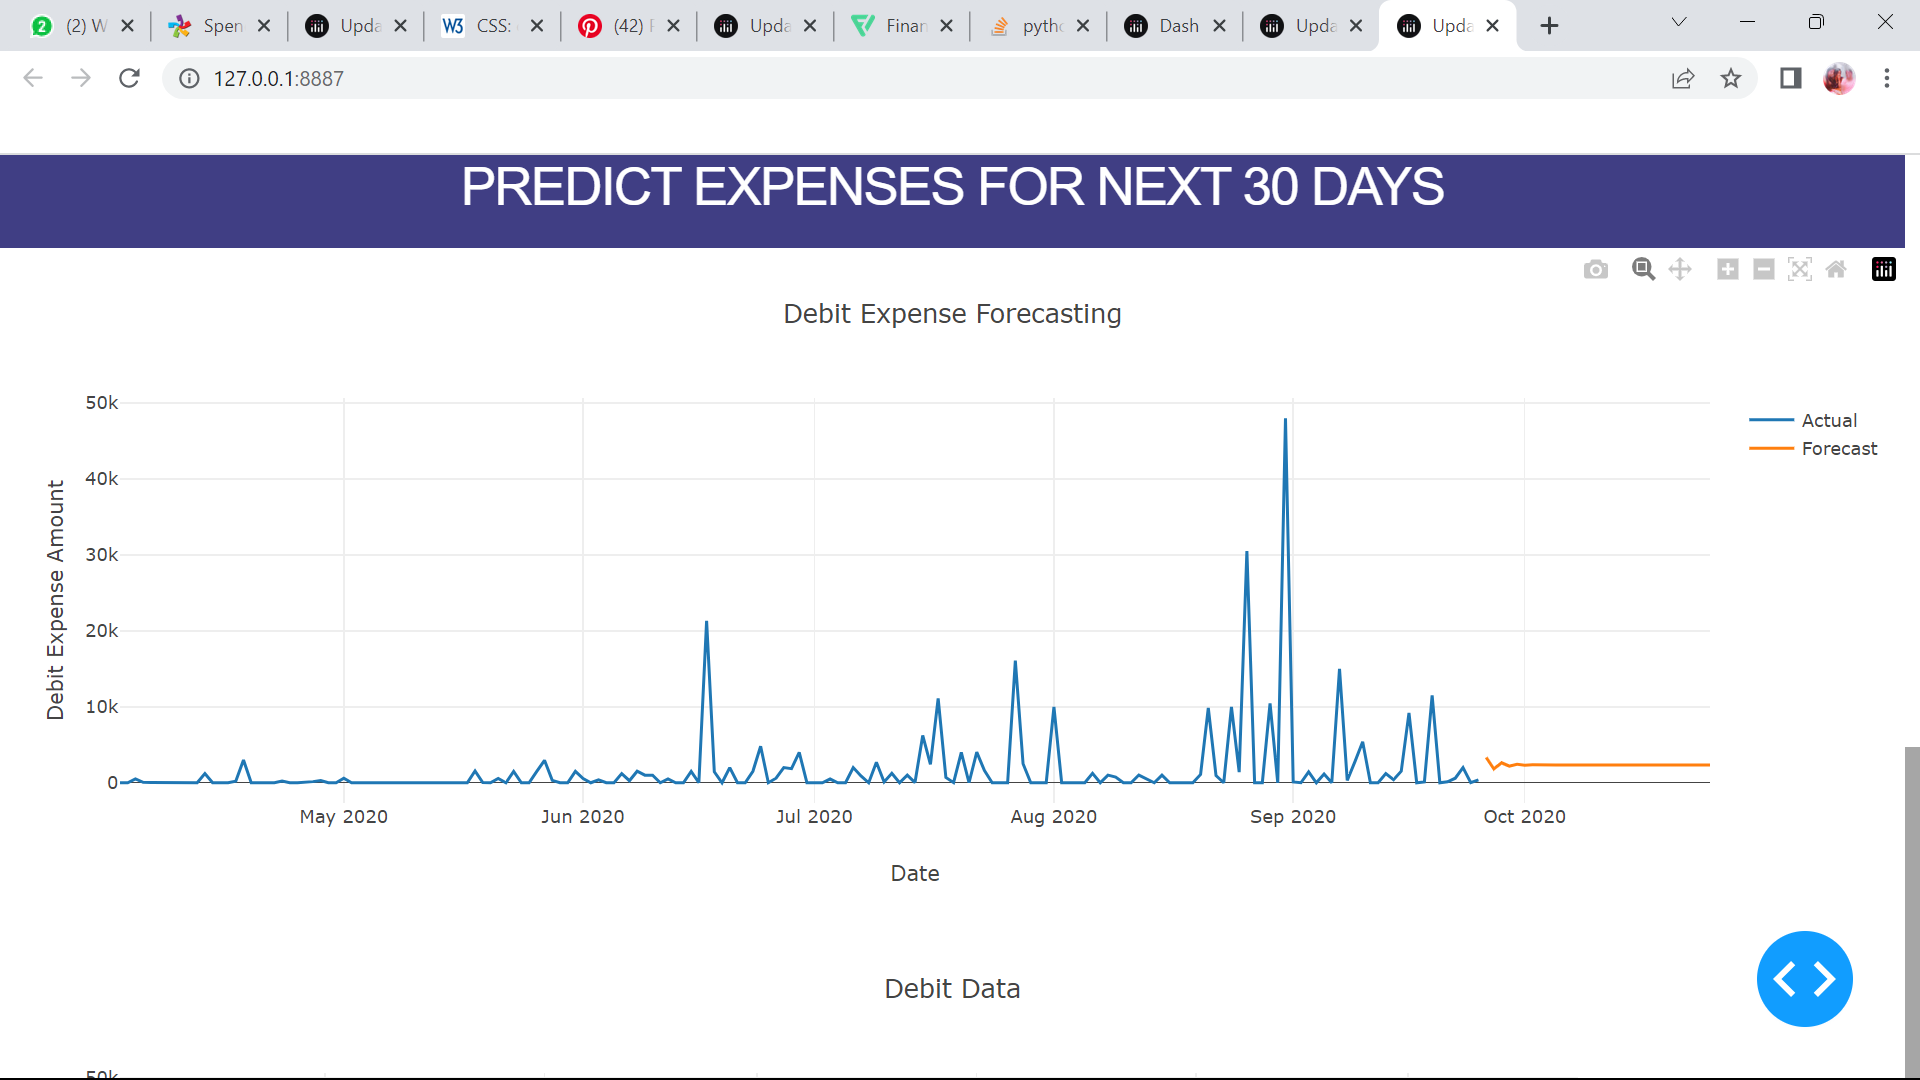 2 (2) W Spen Upda W3 CSS: (42) Upda Finan pytho Dash Upda Upda
127.0.0.1:8887
PREDICT EXPENSES FOR NEXT 30 DAYS
Debit Expense Forecasting
50k
40k
30k
20k
10k
0
Debit Expense Amount
May 2020 Jun 2020 Jul 2020 Aug 2020 Sep 2020 Oct 2020
Date
Actual
Forecast
Debit Data
50k